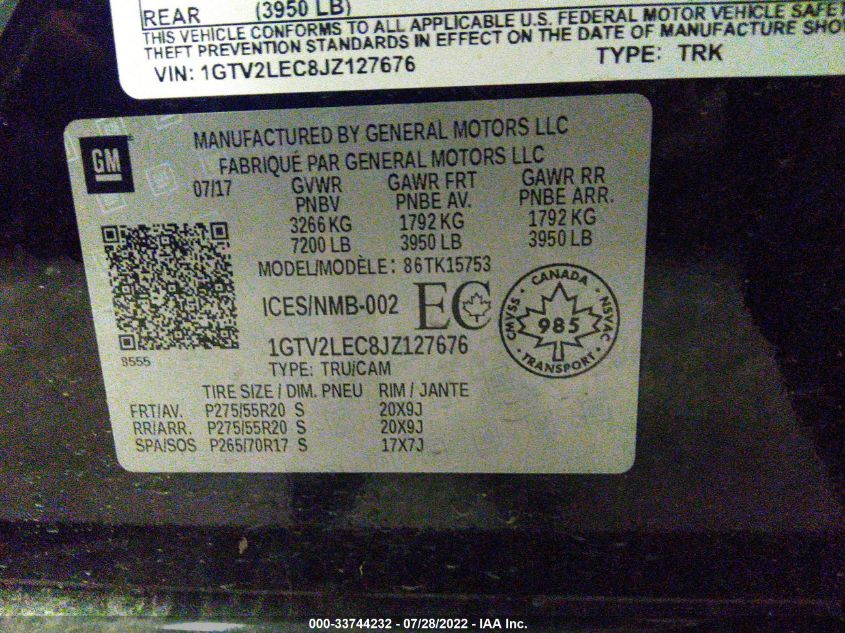 REAR (3950 LB)
THIS VEHICLE CONFORMS TO ALL APPLICABLE U.S. FEDERAL MOTOR VEHICLE SAFE
THEFT PREVENTION STANDARDS IN EFFECT ON THE DATE OF MANUFACTURE SHO
VIN: 1GTV2LEC8JZ127676 TYPE: TRK
GM
MANUFACTURED BY GENERAL MOTORS LLC
FABRIQUÉ PAR GENERAL MOTORS LLC
07/17 GVWR GAWR FRT GAWR RR
PNBV PNBE AV. PNBE ARR.
3266 KG 1792 KG 1792 KG
7200 LB 3950 LB 3950 LB
MODEL/MODÈLE: 86TK15753
ICES/NMB-002 EC
CANADA
CMVSS 985 NSVAC
TRANSPORT
8555
1GTV2LEC8JZ127676
TYPE: TRU/CAM
TIRE SIZE / DIM. PNEU RIM / JANTE
FRT/AV. P275/55R20 S 20X9J
RR/ARR. P275/55R20 S 20X9J
SPA/SOS P265/70R17 S 17X7J
000-33744232 - 07/28/2022 - IAA Inc.